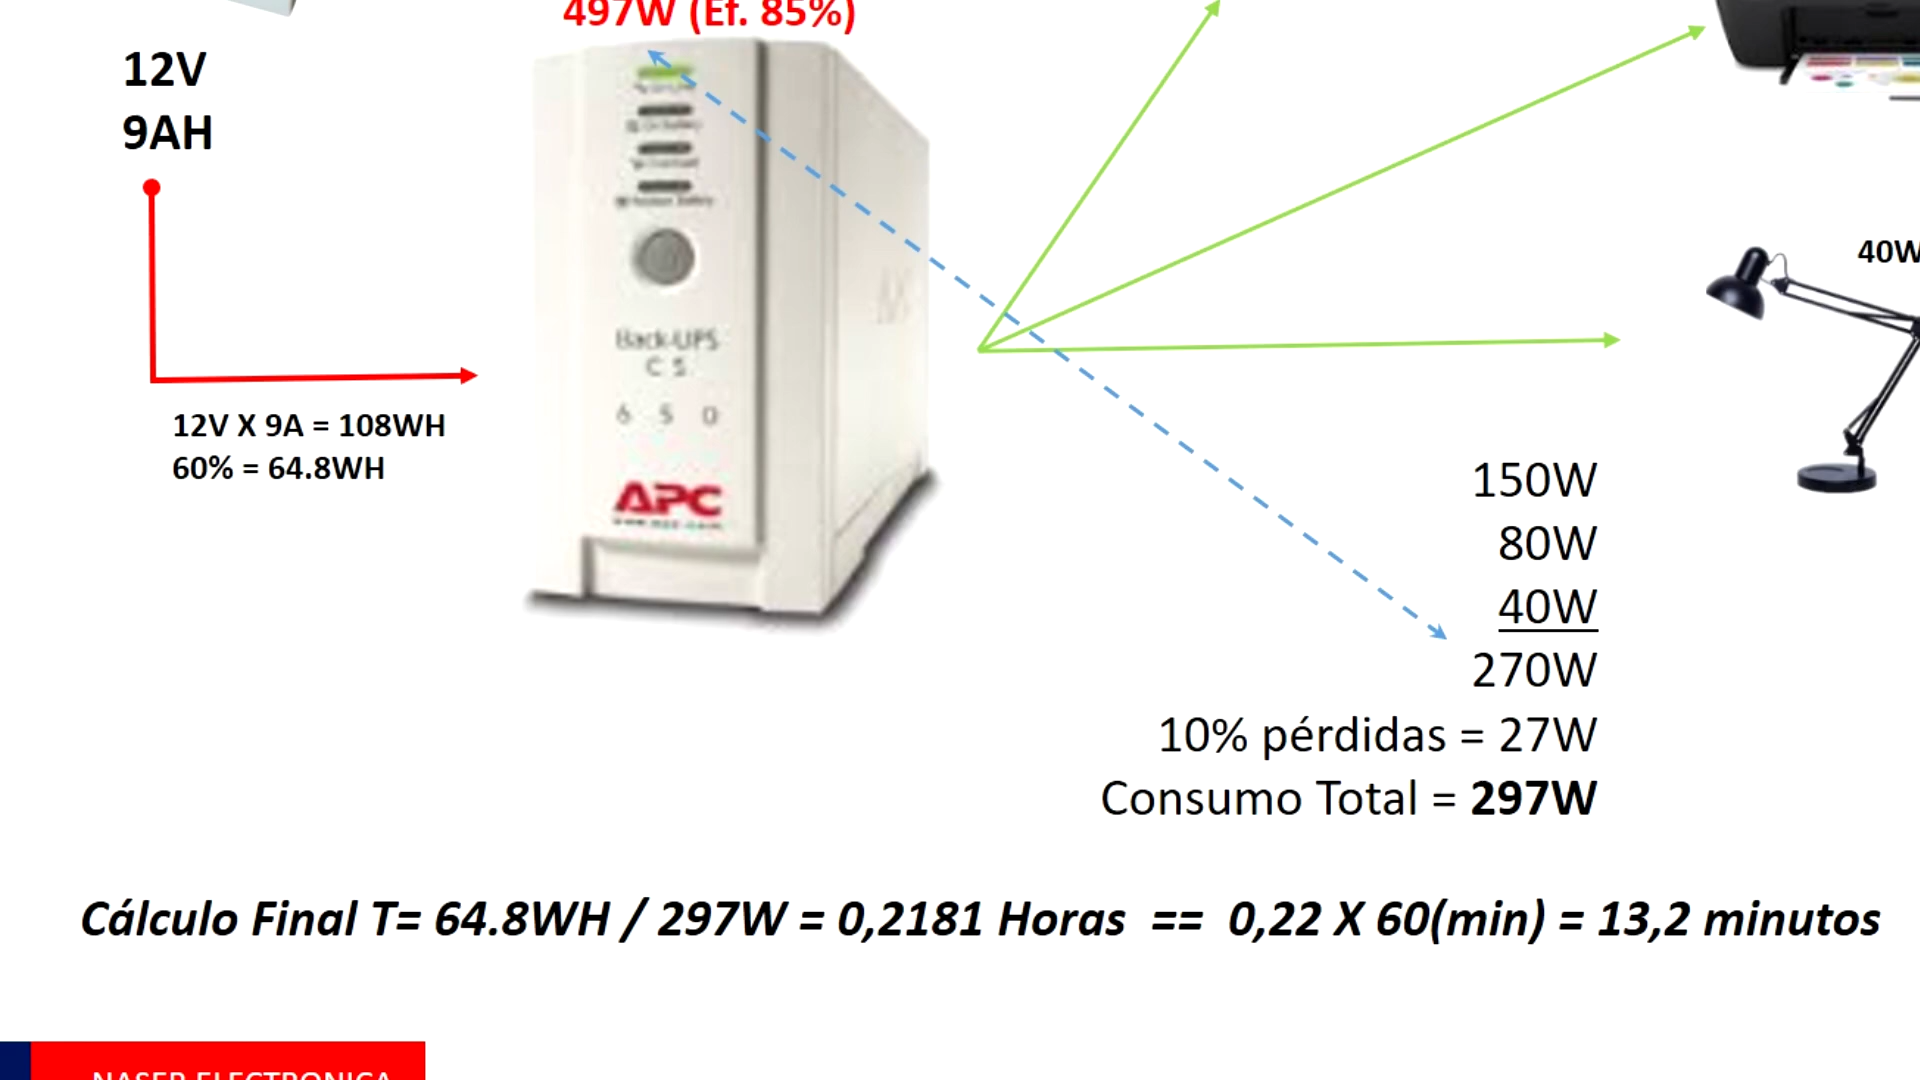 497W (Ef. 85%)
12V
9AH
40W
Back-UPS
CS
650
12V X 9A = 108WH
60% = 64.8WH
APC
150W
80W
40W
270W
10% pérdidas = 27W
Consumo Total = 297W
Cálculo Final T= 64.8WH / 297W = 0,2181 Horas == 0,22 X 60(min) = 13,2 minutos
NASER ELECTRONICA